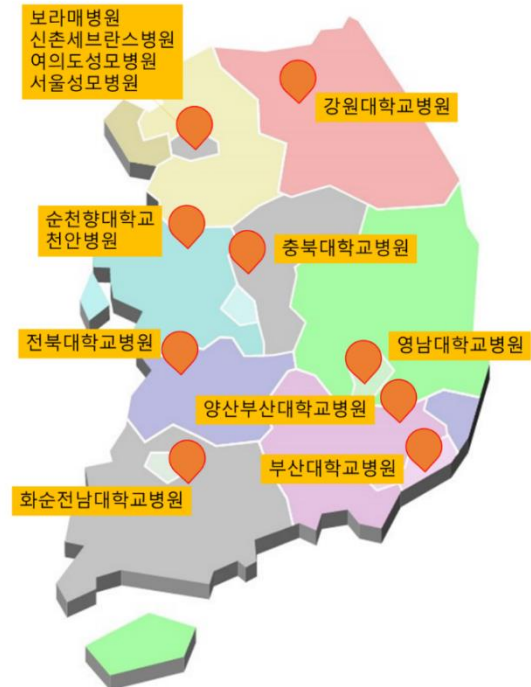 보라매병원
신촌세브란스병원
여의도성모병원
서울성모병원
강원대학교병원
순천향대학교
천안병원
충북대학교병원
전북대학교병원
영남대학교병원
양산부산대학교병원
부산대학교병원
화순전남대학교병원